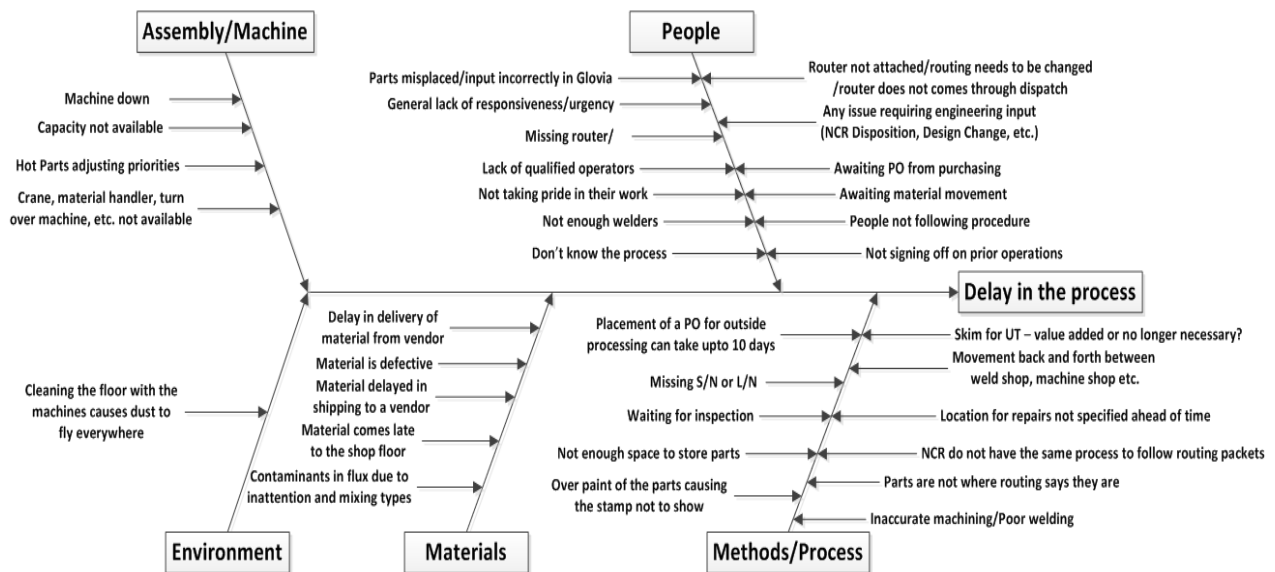 Assembly/Machine
People
Machine down
Capacity not available
Hot Parts adjusting priorities
Crane, material handler, turn
over machine, etc. not available
Parts misplaced/input incorrectly in Glovia
General lack of responsiveness/urgency
Missing router/
Lack of qualified operators
Not taking pride in their work
Not enough welders
Don't know the process
Router not attached/routing needs to be changed
/router does not comes through dispatch
Any issue requiring engineering input
(NCR Disposition, Design Change, etc.)
Awaiting PO from purchasing
Awaiting material movement
People not following procedure
Not signing off on prior operations
Delay in the process
Cleaning the floor with the
machines causes dust to
fly everywhere
Delay in delivery of
material from vendor
Material is defective
Material delayed in
shipping to a vendor
Material comes late
to the shop floor
Contaminants in flux due to
inattention and mixing types
Placement of a PO for outside
processing can take upto 10 days
Missing S/N or L/N
Waiting for inspection
Not enough space to store parts
Over paint of the parts causing
the stamp not to show
Skim for UT – value added or no longer necessary?
Movement back and forth between
weld shop, machine shop etc.
Location for repairs not specified ahead of time
NCR do not have the same process to follow routing packets
Parts are not where routing says they are
Inaccurate machining/Poor welding
Environment
Materials
Methods/Process